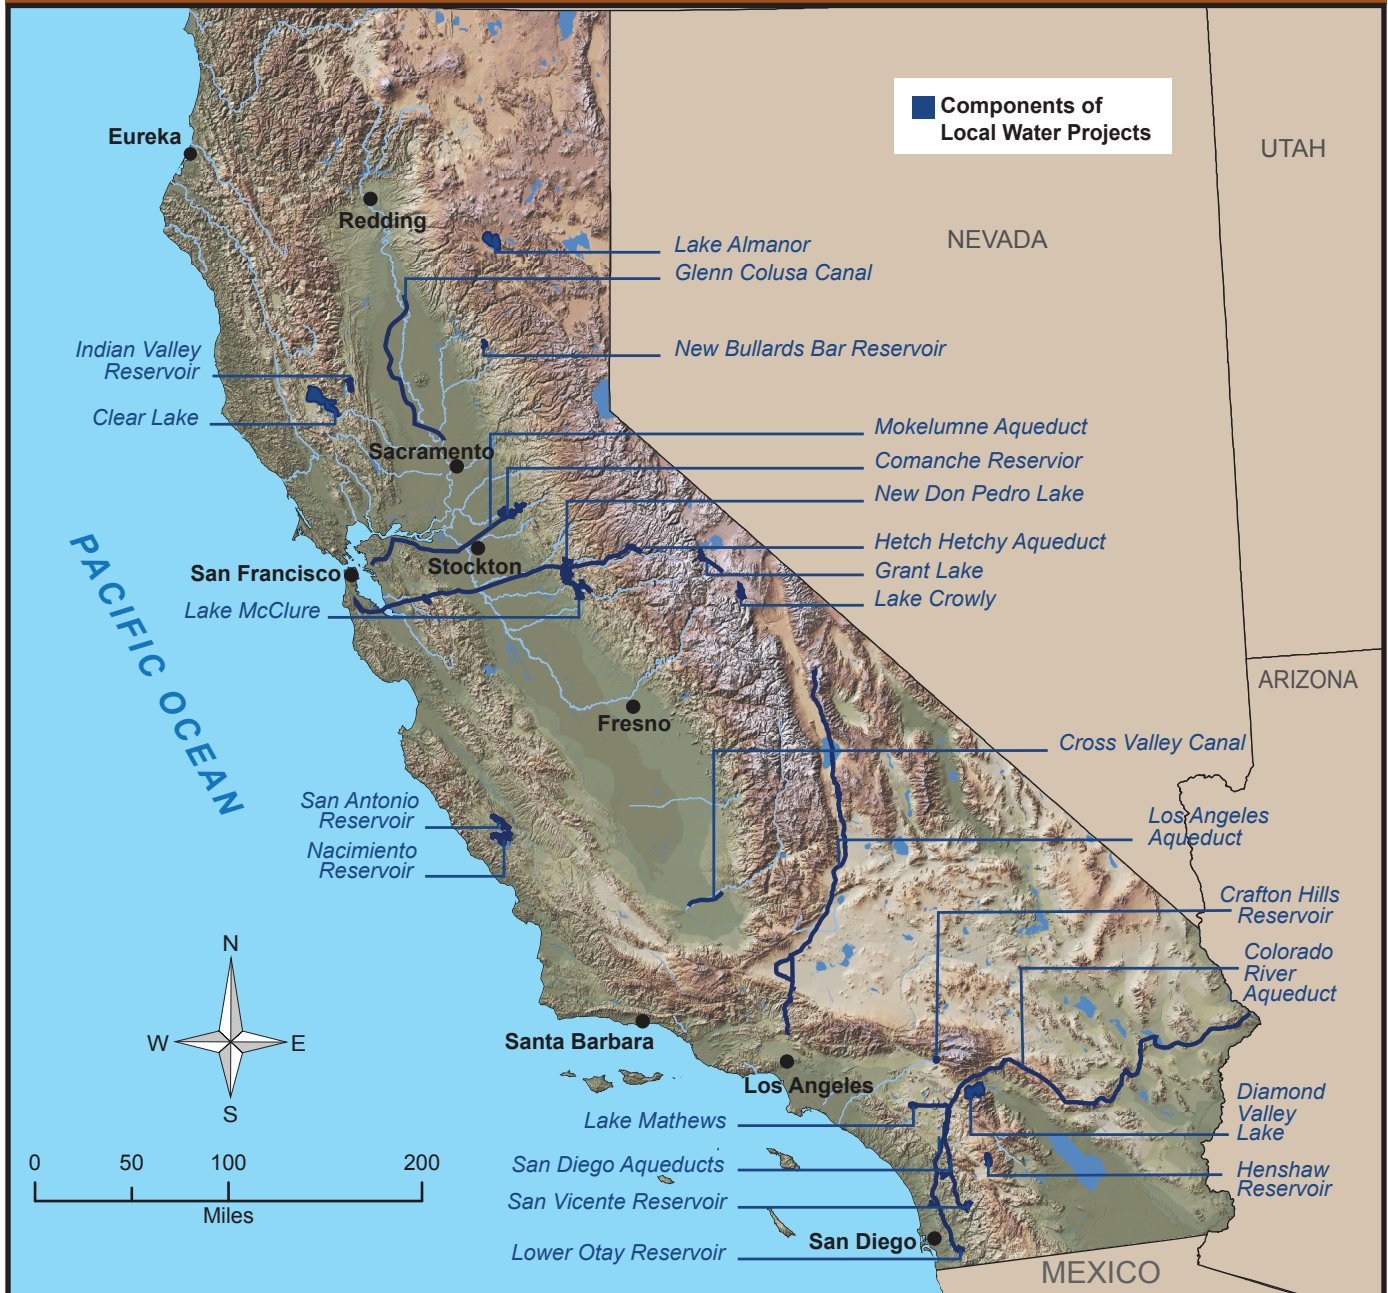 Components of
Local Water Projects
UTAH
NEVADA
ARIZONA
MEXICO
PACIFIC OCEAN
Eureka
Redding
Sacramento
San Francisco
Stockton
Fresno
Santa Barbara
Los Angeles
San Diego
Lake Almanor
Glenn Colusa Canal
New Bullards Bar Reservoir
Indian Valley
Reservoir
Clear Lake
Mokelumne Aqueduct
Comanche Reservior
New Don Pedro Lake
Hetch Hetchy Aqueduct
Grant Lake
Lake Crowly
Lake McClure
Cross Valley Canal
San Antonio
Reservoir
Nacimiento
Reservoir
Los Angeles
Aqueduct
Crafton Hills
Reservoir
Colorado
River
Aqueduct
Diamond
Valley
Lake
Henshaw
Reservoir
Lake Mathews
San Diego Aqueducts
San Vicente Reservoir
Lower Otay Reservoir
N
W E
S
0 50 100 200
Miles